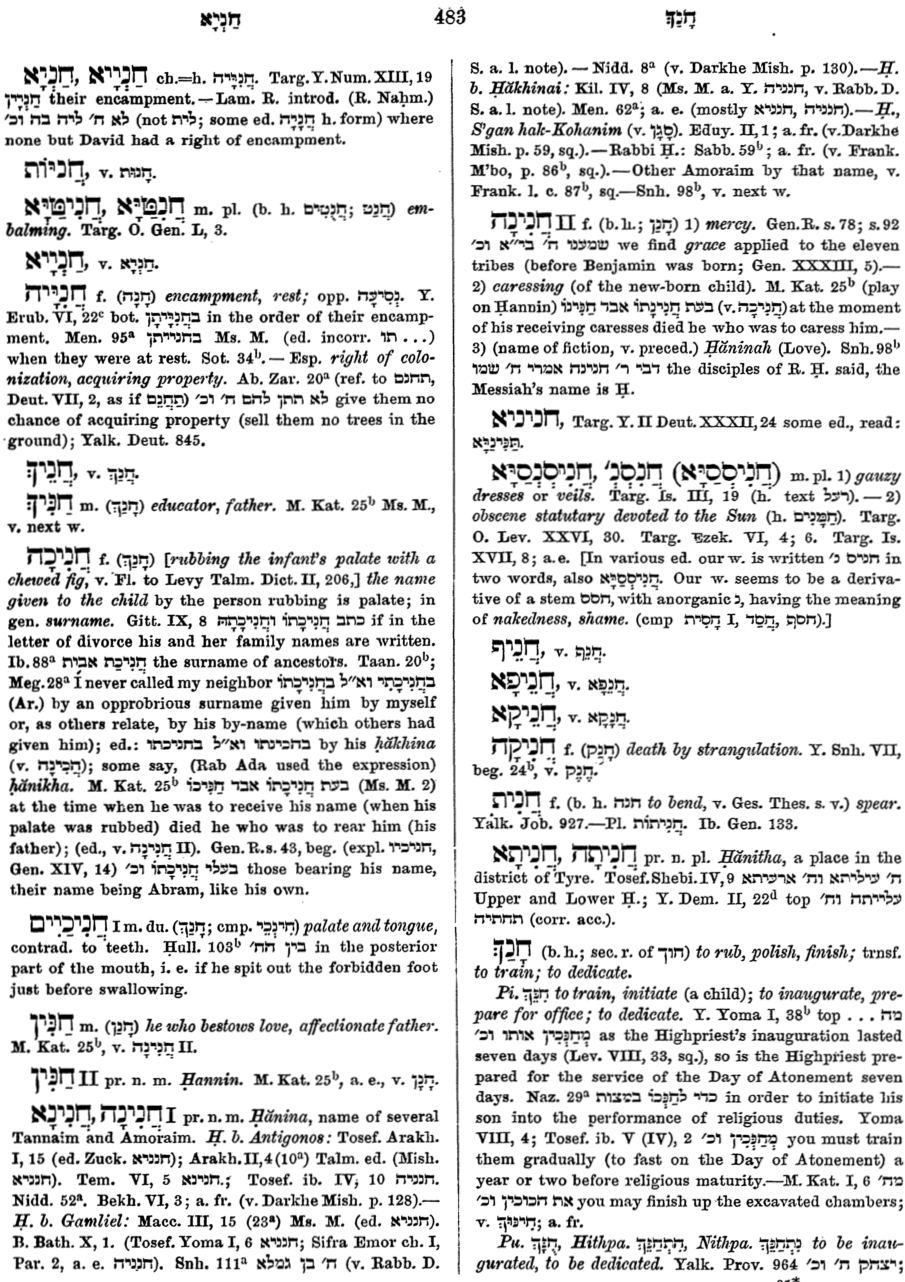 חַנְיָא
483
חָנַךְ
חַנְיָא, חַנְיָיא ch.=h. חֲנִיָּיה. Targ. Y. Num. XIII, 19
חַנְיָין their encampment.—Lam. R. introd. (R. Naḥm.)
לא ח׳ ליה בה וכ׳ (not לית; some ed. חֲנָיָה h. form) where
none but David had a right of encampment.
חֲנִיּוֹת, v. חָנוּת.
חֲנִטַיָּא, חֲנִיטַיָּא m. pl. (b. h. חֲנֻטִים; חָנַט) em-
balming. Targ. O. Gen. L, 3.
חַנְיָיא, v. חַנְיָא.
חֲנִיָּיה f. (חָנָה) encampment, rest; opp. נְסִיעָה. Y.
Erub. VI, 22ᶜ bot. בחֲנִיָּיתָן in the order of their encamp-
ment. Men. 95ᵃ בחנייתן Ms. M. (ed. incorr. תו ...)
when they were at rest. Sot. 34ᵇ.—Esp. right of colo-
nization, acquiring property. Ab. Zar. 20ᵃ (ref. to תחנם,
Deut. VII, 2, as if תַחֲנֵם) לא תתן להם ח׳ וכ׳ give them no
chance of acquiring property (sell them no trees in the
ground); Yalk. Deut. 845.
חֲנֵיךְ, v. חֲנַךְ.
חַנִּיךְ m. (חָנַךְ) educator, father. M. Kat. 25ᵇ Ms. M.,
v. next w.
חֲנִיכָה f. (חָנַךְ) [rubbing the infant's palate with a
chewed fig, v. Fl. to Levy Talm. Dict. II, 206,] the name
given to the child by the person rubbing is palate; in
gen. surname. Gitt. IX, 8 כתב חֲנִיכָתוֹ וחֲנִיכָתָהּ if in the
letter of divorce his and her family names are written.
Ib. 88ᵃ חֲנִיכַת אבות the surname of ancestors. Taan. 20ᵇ;
Meg. 28ᵃ I never called my neighbor בחֲנִיכָתִי וא״ל בחֲנִיכָתוֹ
(Ar.) by an opprobrious surname given him by myself
or, as others relate, by his by-name (which others had
given him); ed.: בחכינתו וא״ל בחניכתו by his ḥăkhina
(v. חֲכִינָה); some say, (Rab Ada used the expression)
ḥănikha. M. Kat. 25ᵇ בעת חֲנִיכָתוֹ אבד חַנִּיכוֹ (Ms. M. 2)
at the time when he was to receive his name (when his
palate was rubbed) died he who was to rear him (his
father); (ed., v. חֲנִינָה II). Gen. R. s. 43, beg. (expl. חניכיו,
Gen. XIV, 14) בעלי חֲנִיכָתוֹ וכ׳ those bearing his name,
their name being Abram, like his own.
חֲנִיכַיִים I m. du. (חָנַךְ; cmp. חִינְכֵי) palate and tongue,
contrad. to teeth. Ḥull. 103ᵇ בין הח׳ in the posterior
part of the mouth, i. e. if he spit out the forbidden foot
just before swallowing.
חַנִּין m. (חָנַן) he who bestows love, affectionate father.
M. Kat. 25ᵇ, v. חֲנִינָה II.
חַנִּין II pr. n. m. Ḥannin. M. Kat. 25ᵇ, a. e., v. חָנָן.
חֲנִינָה, חֲנִינָא I pr. n. m. Ḥănina, name of several
Tannaim and Amoraim. Ḥ. b. Antigonos: Tosef. Arakh.
I, 15 (ed. Zuck. חנניא); Arakh. II, 4 (10ᵃ) Talm. ed. (Mish.
חנניא). Tem. VI, 5 חנינא.; Tosef. ib. IV, 10 חנניה.
Nidd. 52ᵃ. Bekh. VI, 3; a. fr. (v. Darkhe Mish. p. 128).—
Ḥ. b. Gamliel: Macc. III, 15 (23ᵃ) Ms. M. (ed. חנניא).
B. Bath. X, 1. (Tosef. Yoma I, 6 חנניא; Sifra Emor ch. I,
Par. 2, a. e. חנניה). Snh. 111ᵃ ח׳ בן גמלא (v. Rabb. D.
S. a. l. note).—Nidd. 8ᵃ (v. Darkhe Mish. p. 130).—Ḥ.
b. Ḥăkhinai: Kil. IV, 8 (Ms. M. a. Y. חנניה, v. Rabb. D.
S. a. l. note). Men. 62ᵃ; a. e. (mostly חנניה, חנניא).—Ḥ.,
S'gan hak-Kohanim (v. סְגָן). Eduy. II, 1; a. fr. (v. Darkhe
Mish. p. 59, sq.).—Rabbi Ḥ.: Sabb. 59ᵇ; a. fr. (v. Frank.
M'bo, p. 86ᵇ, sq.).—Other Amoraim by that name, v.
Frank. l. c. 87ᵇ, sq.—Snh. 98ᵇ, v. next w.
חֲנִינָה II f. (b. h.; חָנַן) 1) mercy. Gen. R. s. 78; s. 92
שמענו ח׳ בי״א וכ׳ we find grace applied to the eleven
tribes (before Benjamin was born; Gen. XXXIII, 5).—
2) caressing (of the new-born child). M. Kat. 25ᵇ (play
on Ḥannin) בעת חֲנִינָתוֹ אבד חַנִּינוֹ (v. חֲנִיכָה) at the moment
of his receiving caresses died he who was to caress him.—
3) (name of fiction, v. preced.) Ḥăninah (Love). Snh. 98ᵇ
דבי ר׳ חנינה אמרי ח׳ שמו the disciples of R. Ḥ. said, the
Messiah's name is Ḥ.
חֹנִינִיא, Targ. Y. II Deut. XXXII, 24 some ed., read:
תַּנִּינַיָּא.
חֲנִיסְנְסַיָּא, חֲנִסְנְ׳ (חֲנִיסְסַיָּא) m. pl. 1) gauzy
dresses or veils. Targ. Is. III, 19 (h. text רעל).—2)
obscene statutary devoted to the Sun (h. חַמָּנִים). Targ.
O. Lev. XXVI, 30. Targ. Ezek. VI, 4; 6. Targ. Is.
XVII, 8; a. e. [In various ed. our w. is written חניס נ׳ in
two words, also חֲנִיסְסַיָּא. Our w. seems to be a deriva-
tive of a stem חסס, with anorganic נ, having the meaning
of nakedness, shame. (cmp חָסִית I, חָסַד, חסף).]
חֲנֵיף, v. חֲנֵף.
חֲנֵיפָא, v. חֲנֵפָא.
חֲנֵיקָא, v. חֲנָקָא.
חֲנִיקָה f. (חָנַק) death by strangulation. Y. Snh. VII,
beg. 24ᵇ, v. חֶנֶק.
חֲנִית f. (b. h. חנה to bend, v. Ges. Thes. s. v.) spear.
Yalk. Job. 927.—Pl. חֲנִיתוֹת. Ib. Gen. 133.
חֲנִיתָה, חֲנִיתָא pr. n. pl. Ḥănitha, a place in the
district of Tyre. Tosef. Shebi. IV, 9 ח׳ עיליתא וח׳ ארעיתא
Upper and Lower Ḥ.; Y. Dem. II, 22ᵈ top עלייתה וח׳
תחתיה (corr. acc.).
חָנַךְ (b. h.; sec. r. of חוך) to rub, polish, finish; trnsf.
to train; to dedicate.
Pi. חִנֵּךְ to train, initiate (a child); to inaugurate, pre-
pare for office; to dedicate. Y. Yoma I, 38ᵇ top מה ...
מְחַנְּכִין אותו וכ׳ as the Highpriest's inauguration lasted
seven days (Lev. VIII, 33, sq.), so is the Highpriest pre-
pared for the service of the Day of Atonement seven
days. Naz. 29ᵃ כדי לחַנְּכוֹ במצות in order to initiate his
son into the performance of religious duties. Yoma
VIII, 4; Tosef. ib. V (IV), 2 מְחַנְּכִין וכ׳ you must train
them gradually (to fast on the Day of Atonement) a
year or two before religious maturity.—M. Kat. I, 6 מח׳
את הכוכין וכ׳ you may finish up the excavated chambers;
v. חִינּוּךְ; a. fr.
Pu. חֻנַּךְ, Hithpa. הִתְחַנֵּךְ, Nithpa. נִתְחַנֵּךְ to be inau-
gurated, to be dedicated. Yalk. Prov. 964 יצחק ח׳ וכ׳;